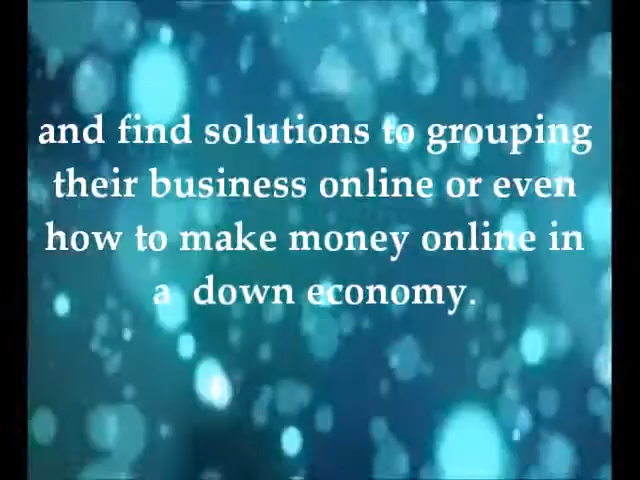 and find solutions to grouping
their business online or even
how to make money online in
a down economy.